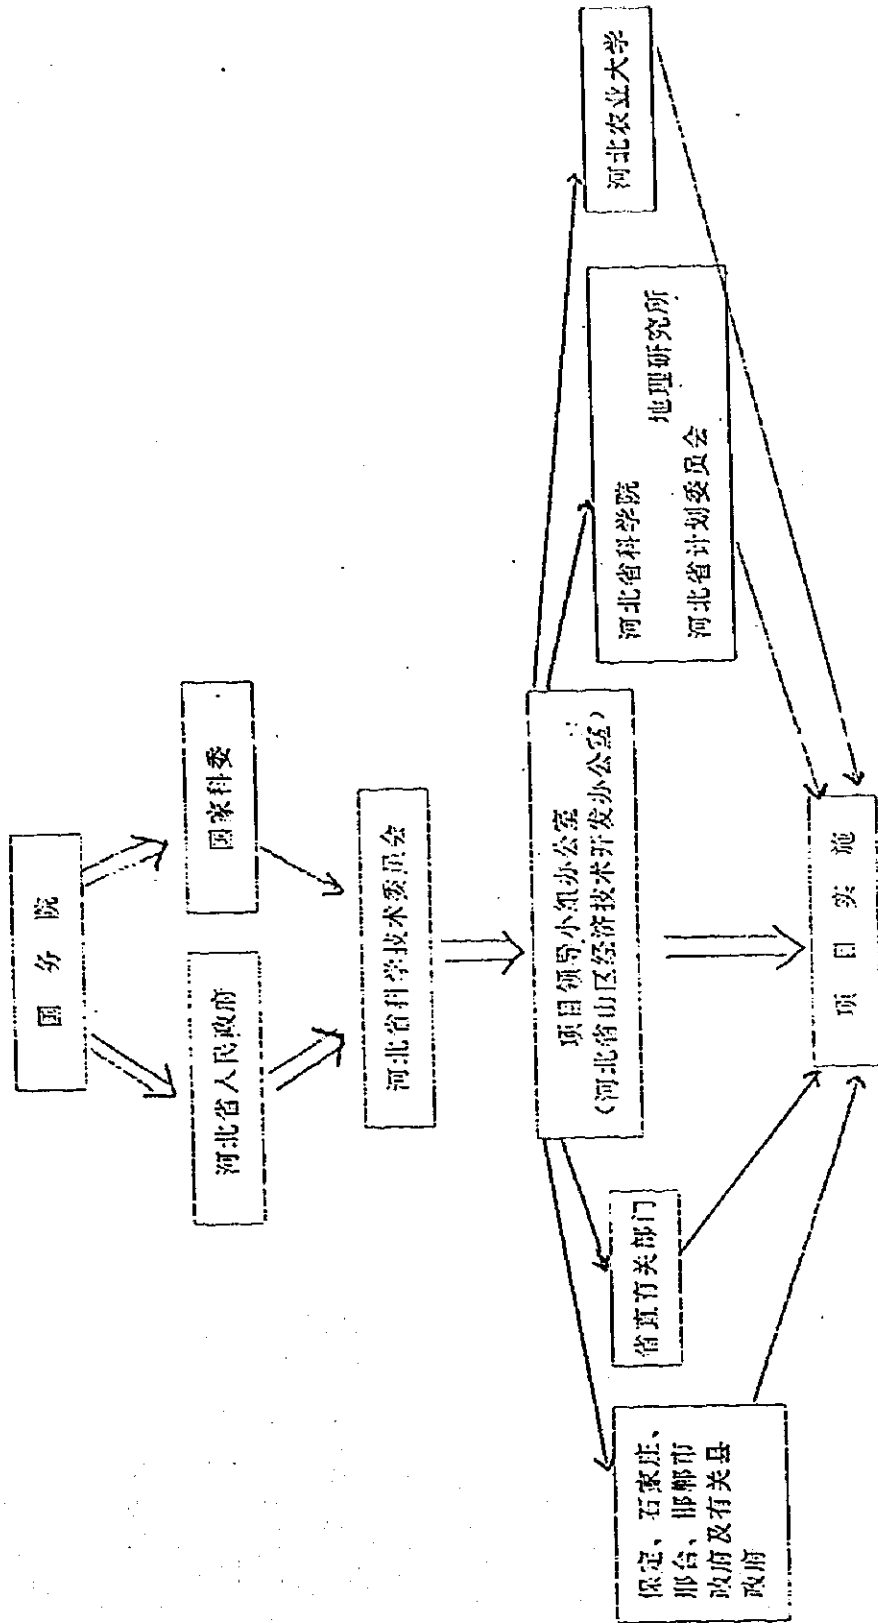 国务院
河北省人民政府
国家科委
河北省科学技术委员会
项目领导小组办公室
（河北省山区经济技术开发办公室）
保定、石家庄、
邢台、邯郸市
政府及有关县
政府
省直有关部门
河北省科学院
地理研究所
河北省计划委员会
河北农业大学
项目实施